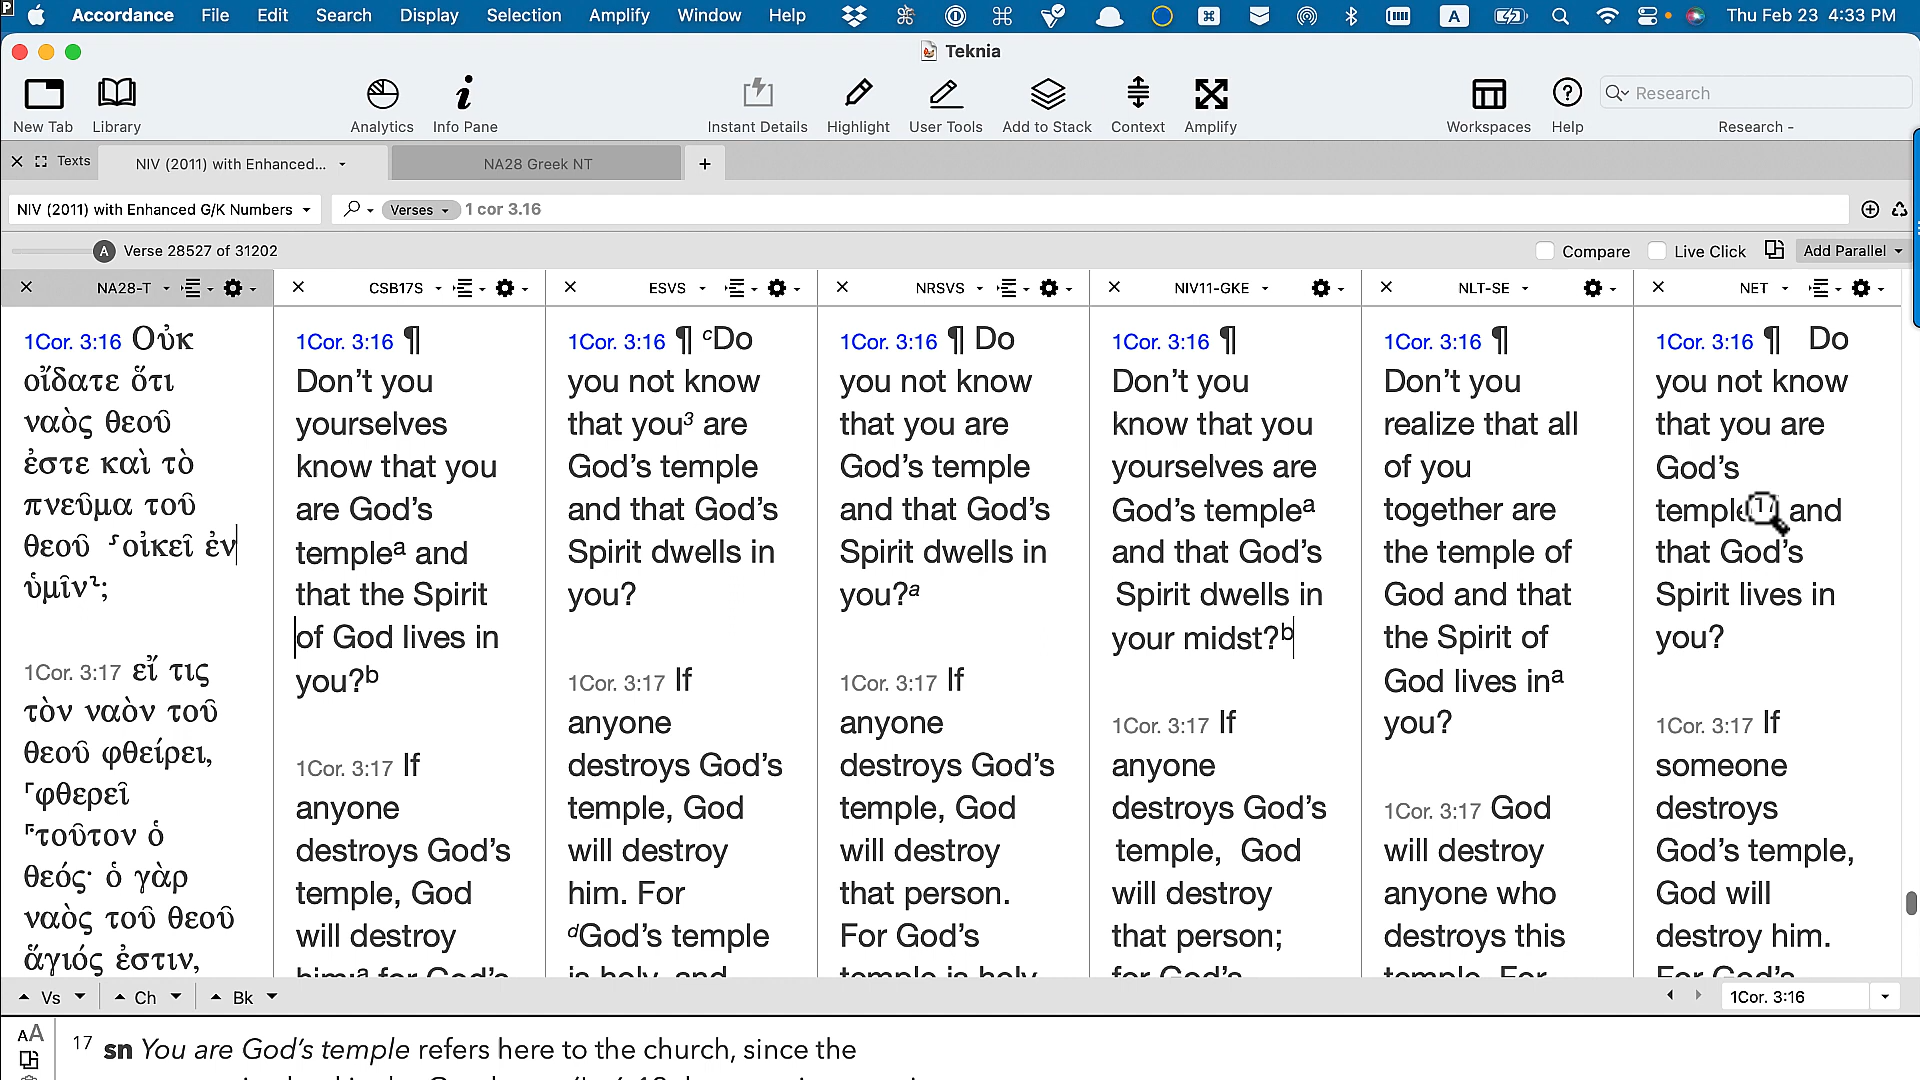 Accordance File Edit Search Display Selection Amplify Window Help Thu Feb 23 4:33 PM
Teknia
New Tab Library Analytics Info Pane Instant Details Highlight User Tools Add to Stack Context Amplify Workspaces Help Research
Research -
Texts NIV (2011) with Enhanced... NA28 Greek NT +
NIV (2011) with Enhanced G/K Numbers Verses 1 cor 3.16
A Verse 28527 of 31202 Compare Live Click Add Parallel
NA28-T
1Cor. 3:16 Οὐκ
οἴδατε ὅτι
ναὸς θεοῦ
ἐστε καὶ τὸ
πνεῦμα τοῦ
θεοῦ ⸂οἰκεῖ ἐν
ὑμῖν⸃;
1Cor. 3:17 εἴ τις
τὸν ναὸν τοῦ
θεοῦ φθείρει,
⸀φθερεῖ
⸁τοῦτον ὁ
θεός· ὁ γὰρ
ναὸς τοῦ θεοῦ
ἅγιός ἐστιν,
CSB17S
1Cor. 3:16 ¶
Don’t you
yourselves
know that you
are God’s
templeᵃ and
that the Spirit
of God lives in
you?ᵇ
1Cor. 3:17 If
anyone
destroys God’s
temple, God
will destroy
him;ᵃ for God’s
ESVS
1Cor. 3:16 ¶ ᶜDo
you not know
that you³ are
God’s temple
and that God’s
Spirit dwells in
you?
1Cor. 3:17 If
anyone
destroys God’s
temple, God
will destroy
him. For
ᵈGod’s temple
is holy, and
NRSVS
1Cor. 3:16 ¶ Do
you not know
that you are
God’s temple
and that God’s
Spirit dwells in
you?ᵃ
1Cor. 3:17 If
anyone
destroys God’s
temple, God
will destroy
that person.
For God’s
temple is holy,
NIV11-GKE
1Cor. 3:16 ¶
Don’t you
know that you
yourselves are
God’s templeᵃ
and that God’s
Spirit dwells in
your midst?ᵇ
1Cor. 3:17 If
anyone
destroys God’s
temple, God
will destroy
that person;
for God’s
NLT-SE
1Cor. 3:16 ¶
Don’t you
realize that all
of you
together are
the temple of
God and that
the Spirit of
God lives inᵃ
you?
1Cor. 3:17 God
will destroy
anyone who
destroys this
temple. For
NET
1Cor. 3:16 ¶ Do
you not know
that you are
God’s
temple and
that God’s
Spirit lives in
you?
1Cor. 3:17 If
someone
destroys
God’s temple,
God will
destroy him.
For God’s
Vs Ch Bk 1Cor. 3:16
AA
17 sn You are God’s temple refers here to the church, since the